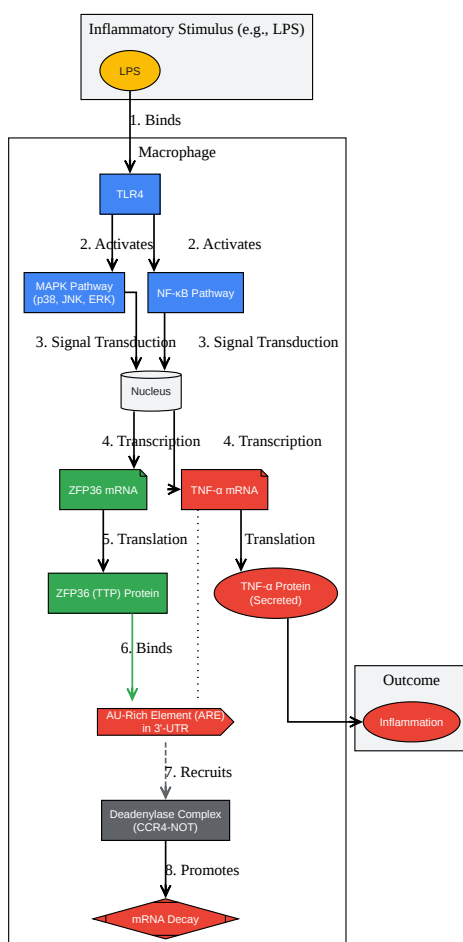 Inflammatory Stimulus (e.g., LPS)
LPS
1. Binds
Macrophage
TLR4
2. Activates
2. Activates
MAPK Pathway
(p38, JNK, ERK)
NF-κB Pathway
3. Signal Transduction
3. Signal Transduction
Nucleus
4. Transcription
4. Transcription
ZFP36 mRNA
TNF-α mRNA
5. Translation
Translation
ZFP36 (TTP) Protein
TNF-α Protein
(Secreted)
6. Binds
Outcome
Inflammation
AU-Rich Element (ARE)
in 3'-UTR
7. Recruits
Deadenylase Complex
(CCR4-NOT)
8. Promotes
mRNA Decay